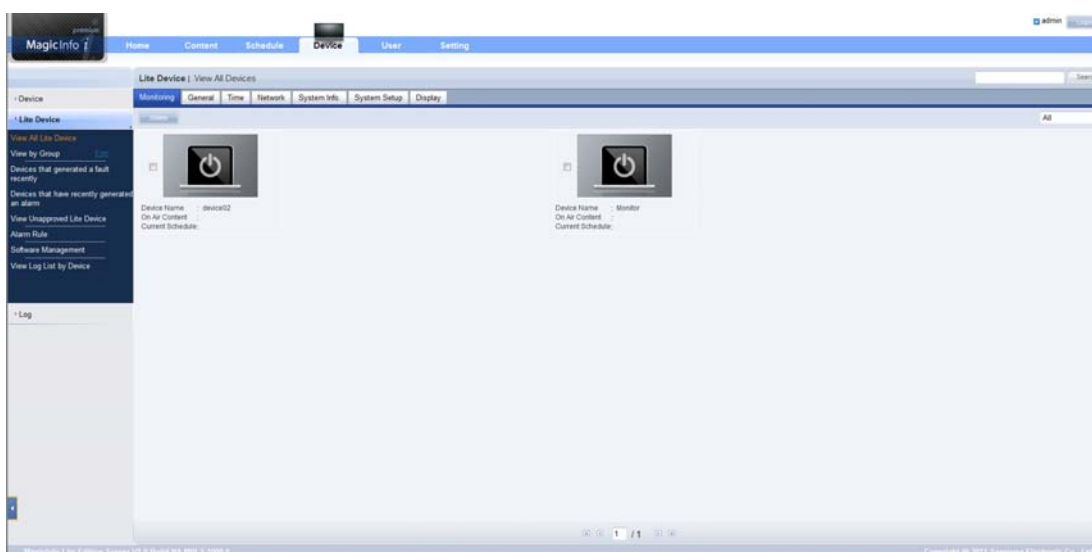 premium
admin
MagicInfo i
Home Content Schedule Device User Setting
Lite Device | View All Devices
Device
Monitoring General Time Network System Info. System Setup Display
Lite Device
All
View All Lite Device
View by Group Edit
Devices that generated a fault
recently
Devices that have recently generated
an alarm
View Unapproved Lite Device
Alarm Rule
Software Management
View Log List by Device
Device Name : device02
On Air Content :
Current Schedule:
Device Name : Monitor
On Air Content :
Current Schedule:
Log
1 / 1